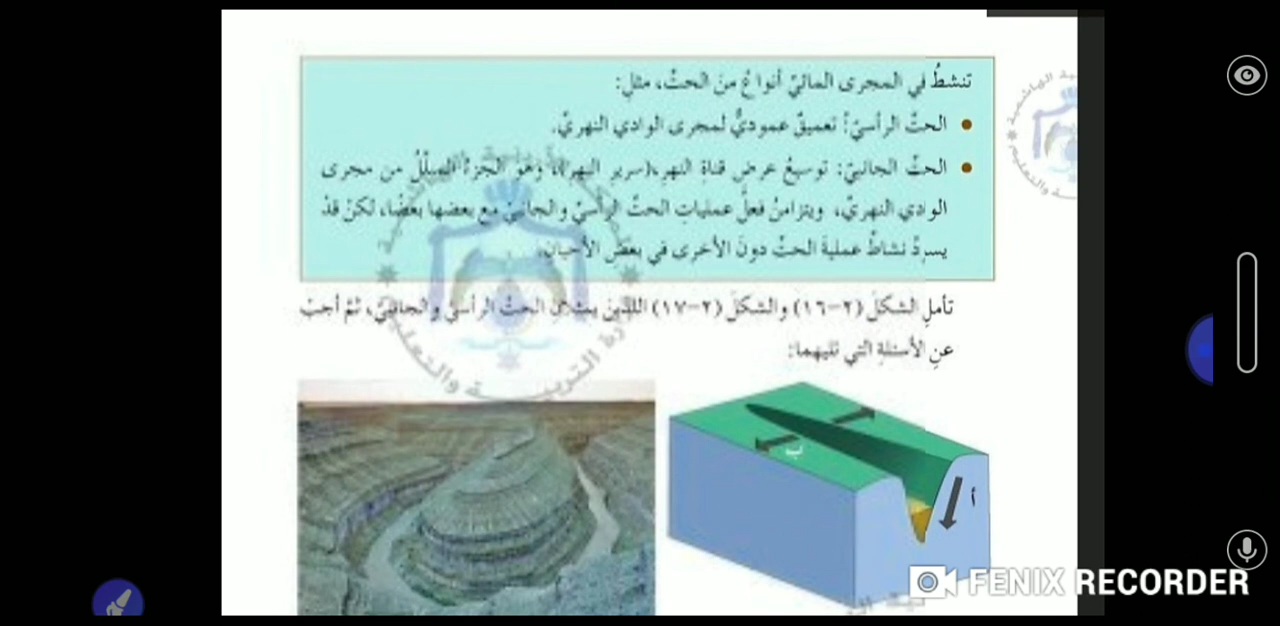 تنشطُ في المجرى المائيّ أنواعٌ منَ الحتِّ، مثلِ:
الحتّ الرأسيّ: تعميقٌ عموديٌّ لمجرى الوادي النهريّ.
الحتّ الجانبيّ: توسيعُ عرضِ قناةِ النهرِ (سرير النهر)، وهو الجزءُ المبلّلُ من مجرى
الوادي النهريّ، ويتزامنُ فعلُ عملياتِ الحتّ الرأسيّ والجانبيّ مع بعضها بعضًا، لكنْ قدْ
يسودُ نشاطُ عمليةَ الحتّ دونَ الأخرى في بعض الأحيان.
تأملِ الشكلَ (٢-١٦) والشكلَ (٢-١٧) اللذَينِ يمثلانِ الحتَّ الرأسيَّ والجانبيَّ، ثمَّ أجبْ
عنِ الأسئلةِ التي تليهما:
ب
أ
FENIX RECORDER